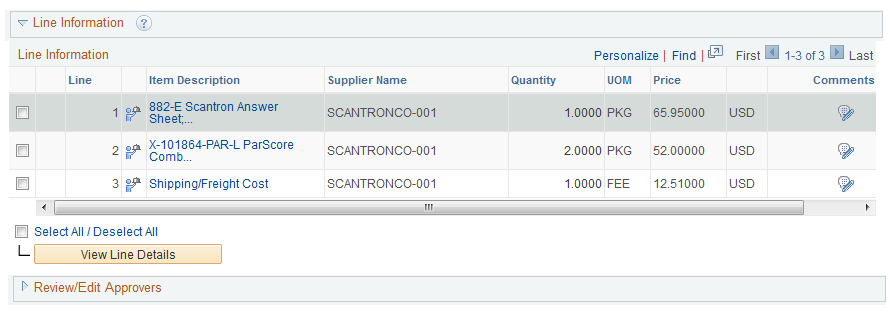 Line Information ?
Line Information Personalize | Find | First 1-3 of 3 Last
Line Item Description Supplier Name Quantity UOM Price Comments
1 882-E Scantron Answer Sheet;... SCANTRONCO-001 1.0000 PKG 65.95000 USD
2 X-101864-PAR-L ParScore Comb... SCANTRONCO-001 2.0000 PKG 52.00000 USD
3 Shipping/Freight Cost SCANTRONCO-001 1.0000 FEE 12.51000 USD
Select All / Deselect All
View Line Details
Review/Edit Approvers